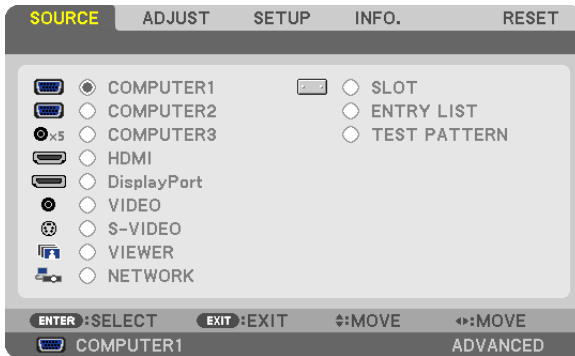 SOURCE ADJUST SETUP INFO. RESET
COMPUTER1 SLOT
COMPUTER2 ENTRY LIST
×5 COMPUTER3 TEST PATTERN
HDMI
DisplayPort
VIDEO
S-VIDEO
VIEWER
NETWORK
ENTER:SELECT EXIT:EXIT :MOVE :MOVE
COMPUTER1 ADVANCED